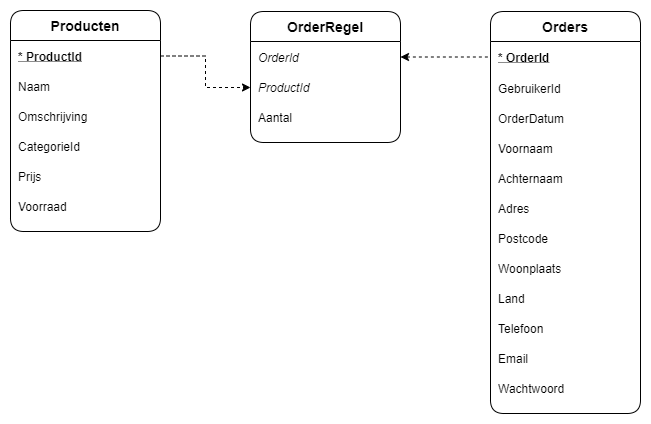 Producten
* ProductId
Naam
Omschrijving
CategorieId
Prijs
Voorraad
OrderRegel
OrderId
ProductId
Aantal
Orders
* OrderId
GebruikerId
OrderDatum
Voornaam
Achternaam
Adres
Postcode
Woonplaats
Land
Telefoon
Email
Wachtwoord